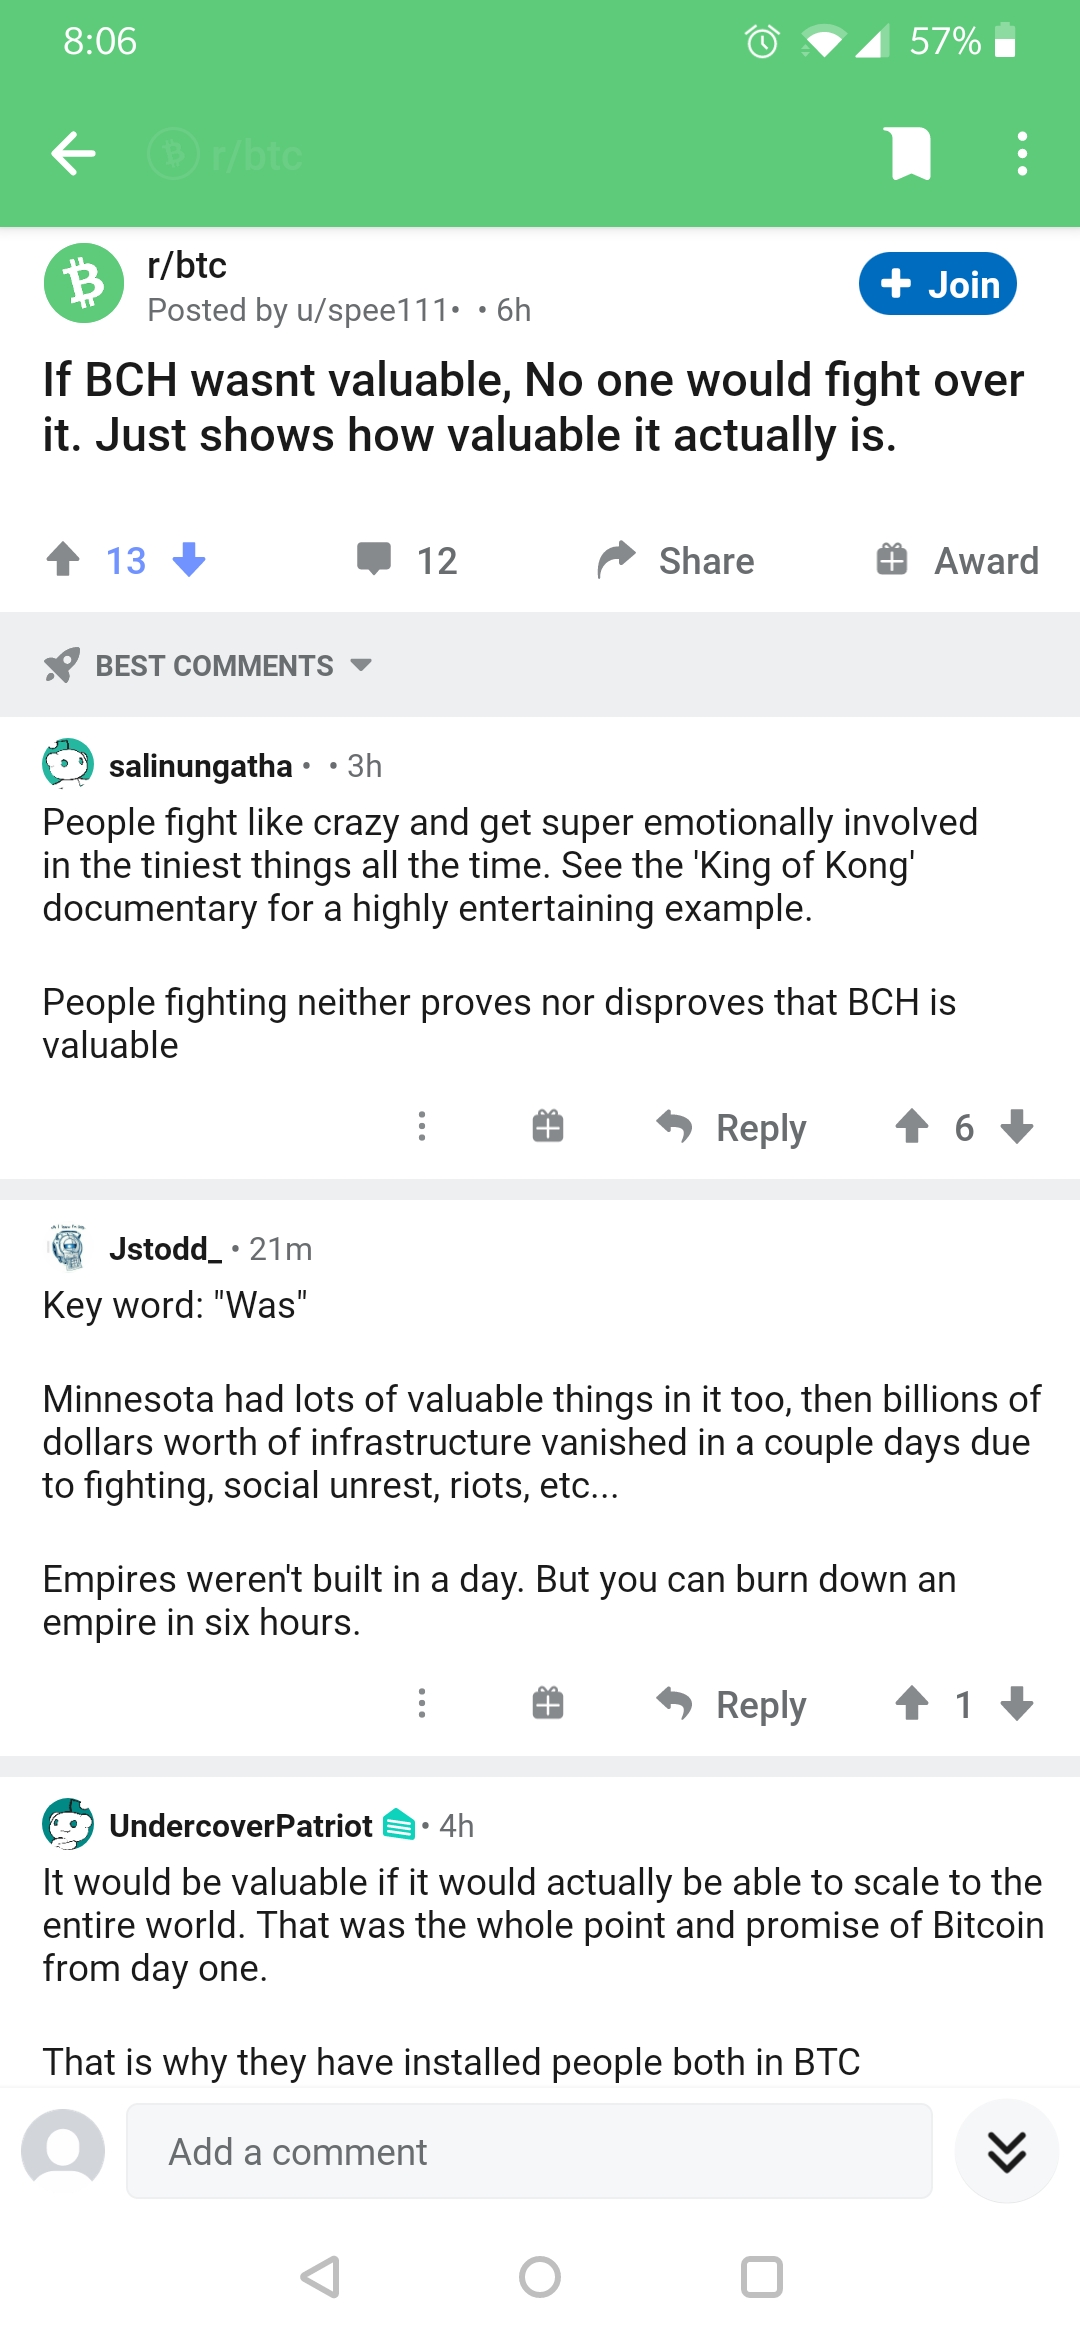 8:06
57%
r/btc
r/btc
Posted by u/spee111• • 6h
+ Join
If BCH wasnt valuable, No one would fight over
it. Just shows how valuable it actually is.
13
12
Share
Award
BEST COMMENTS
salinungatha • • 3h
People fight like crazy and get super emotionally involved
in the tiniest things all the time. See the 'King of Kong'
documentary for a highly entertaining example.
People fighting neither proves nor disproves that BCH is
valuable
Reply
6
Jstodd_ • 21m
Key word: "Was"
Minnesota had lots of valuable things in it too, then billions of
dollars worth of infrastructure vanished in a couple days due
to fighting, social unrest, riots, etc...
Empires weren't built in a day. But you can burn down an
empire in six hours.
Reply
1
UndercoverPatriot • 4h
It would be valuable if it would actually be able to scale to the
entire world. That was the whole point and promise of Bitcoin
from day one.
That is why they have installed people both in BTC
Add a comment